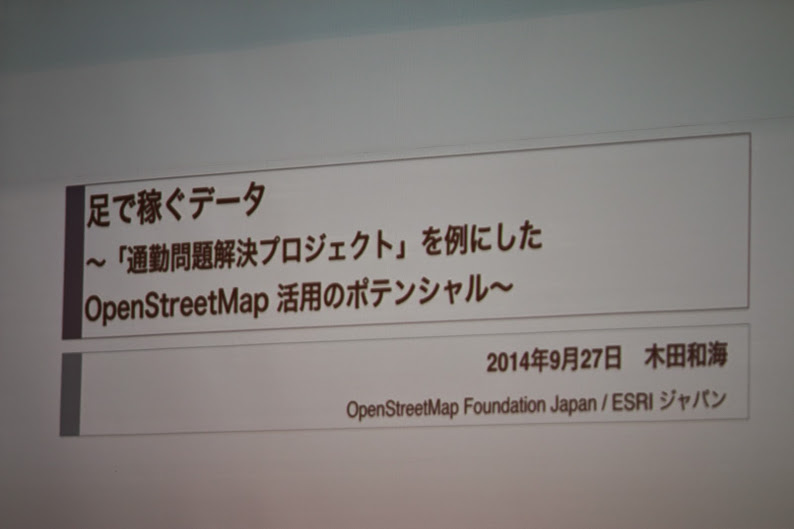 足で稼ぐデータ
～「通勤問題解決プロジェクト」を例にした
OpenStreetMap 活用のポテンシャル～
2014年9月27日　木田和海
OpenStreetMap Foundation Japan / ESRI ジャパン